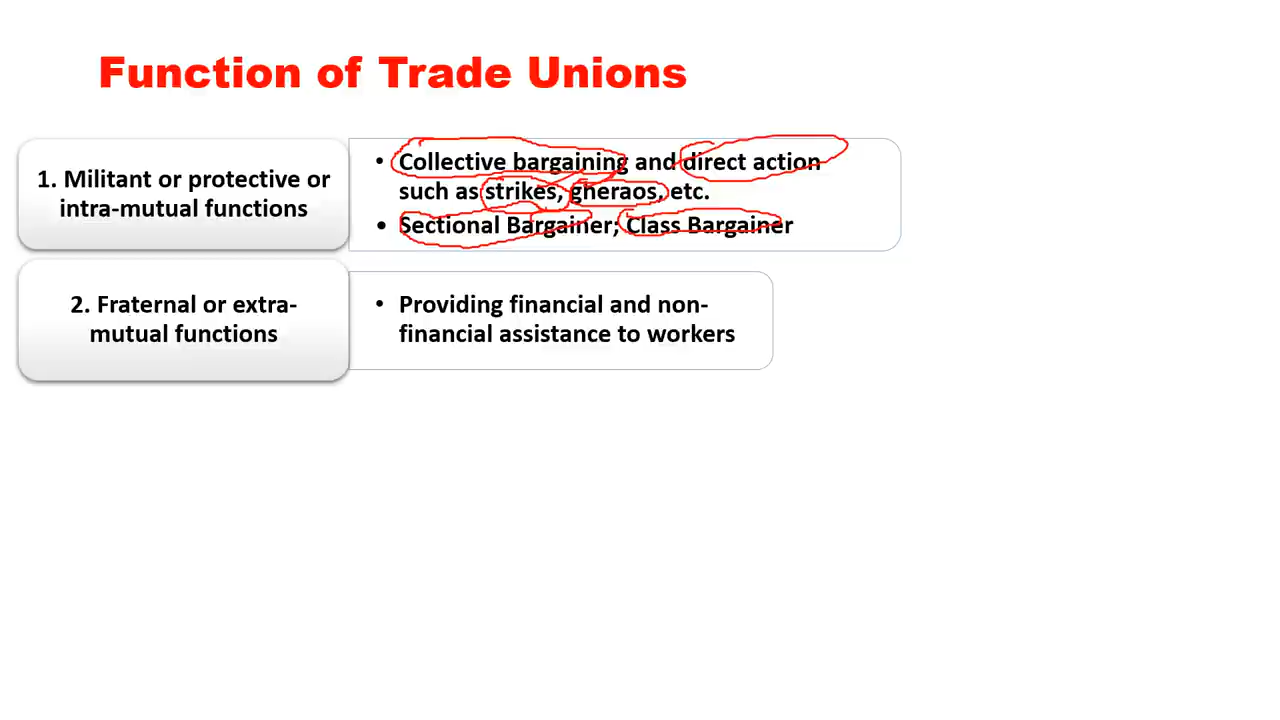 Function of Trade Unions
1. Militant or protective or
intra-mutual functions
• Collective bargaining and direct action
such as strikes, gheraos, etc.
• Sectional Bargainer; Class Bargainer
2. Fraternal or extra-
mutual functions
• Providing financial and non-
financial assistance to workers